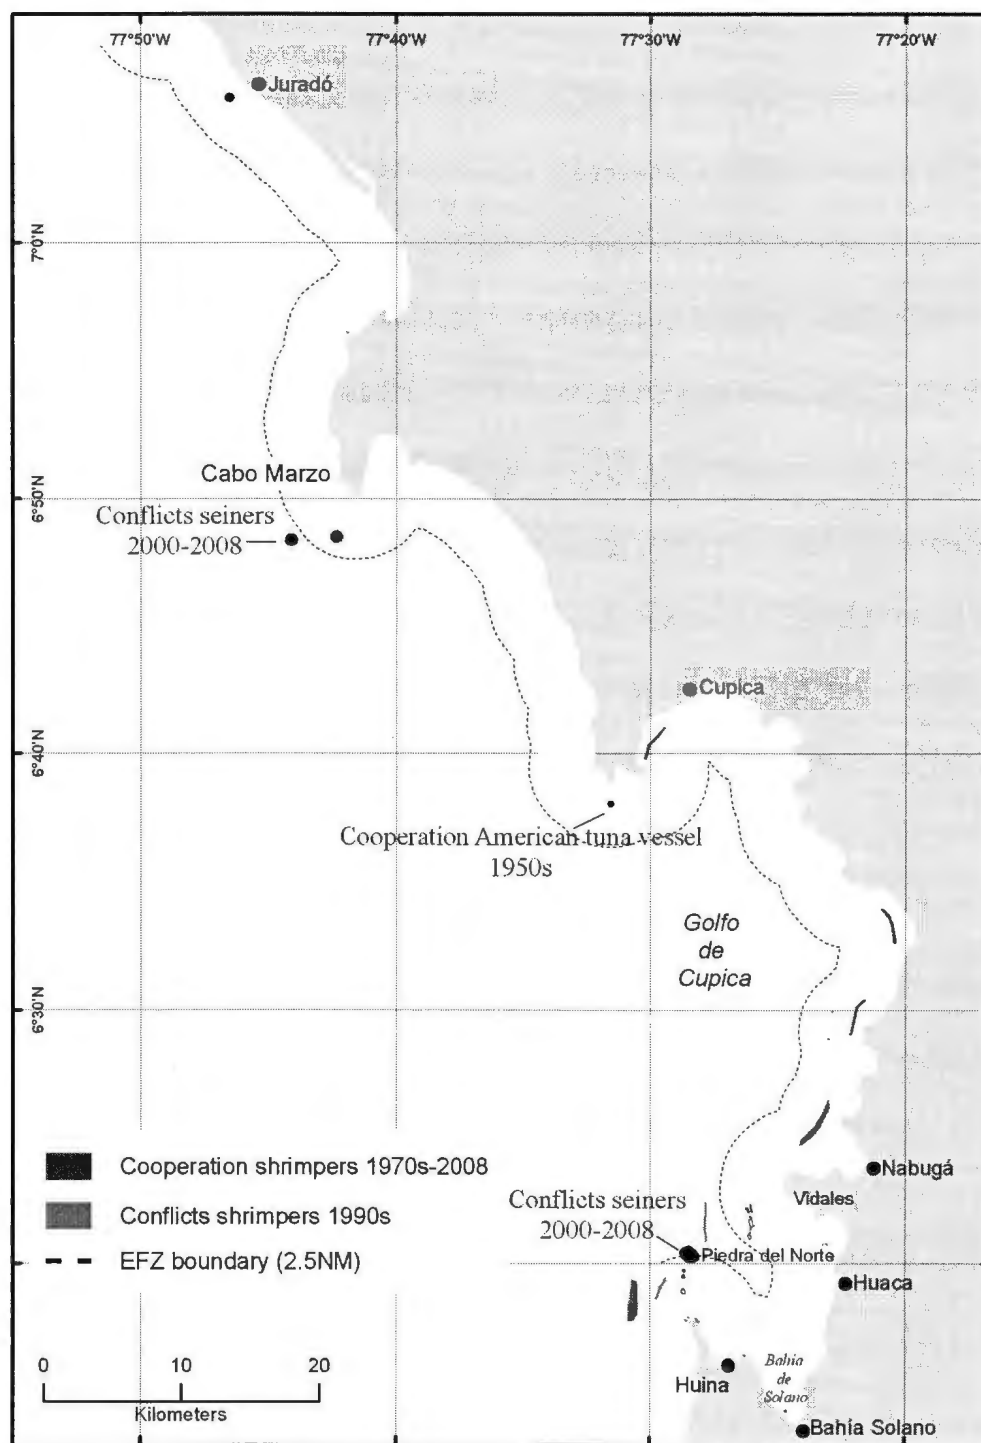 77°50'W
77°40'W
77°30'W
77°20'W
Juradó
7°0'N
Cabo Marzo
6°50'N
Conflicts seiners
2000-2008
Cupica
6°40'N
Cooperation American tuna vessel
1950s
Golfo
de
Cupica
6°30'N
Cooperation shrimpers 1970s-2008
Nabugá
Conflicts seiners
2000-2008
Vidales
Conflicts shrimpers 1990s
Piedra del Norte
EFZ boundary (2.5NM)
Huaca
0 10 20
Kilometers
Huina
Bahia
de
Solano
Bahía Solano